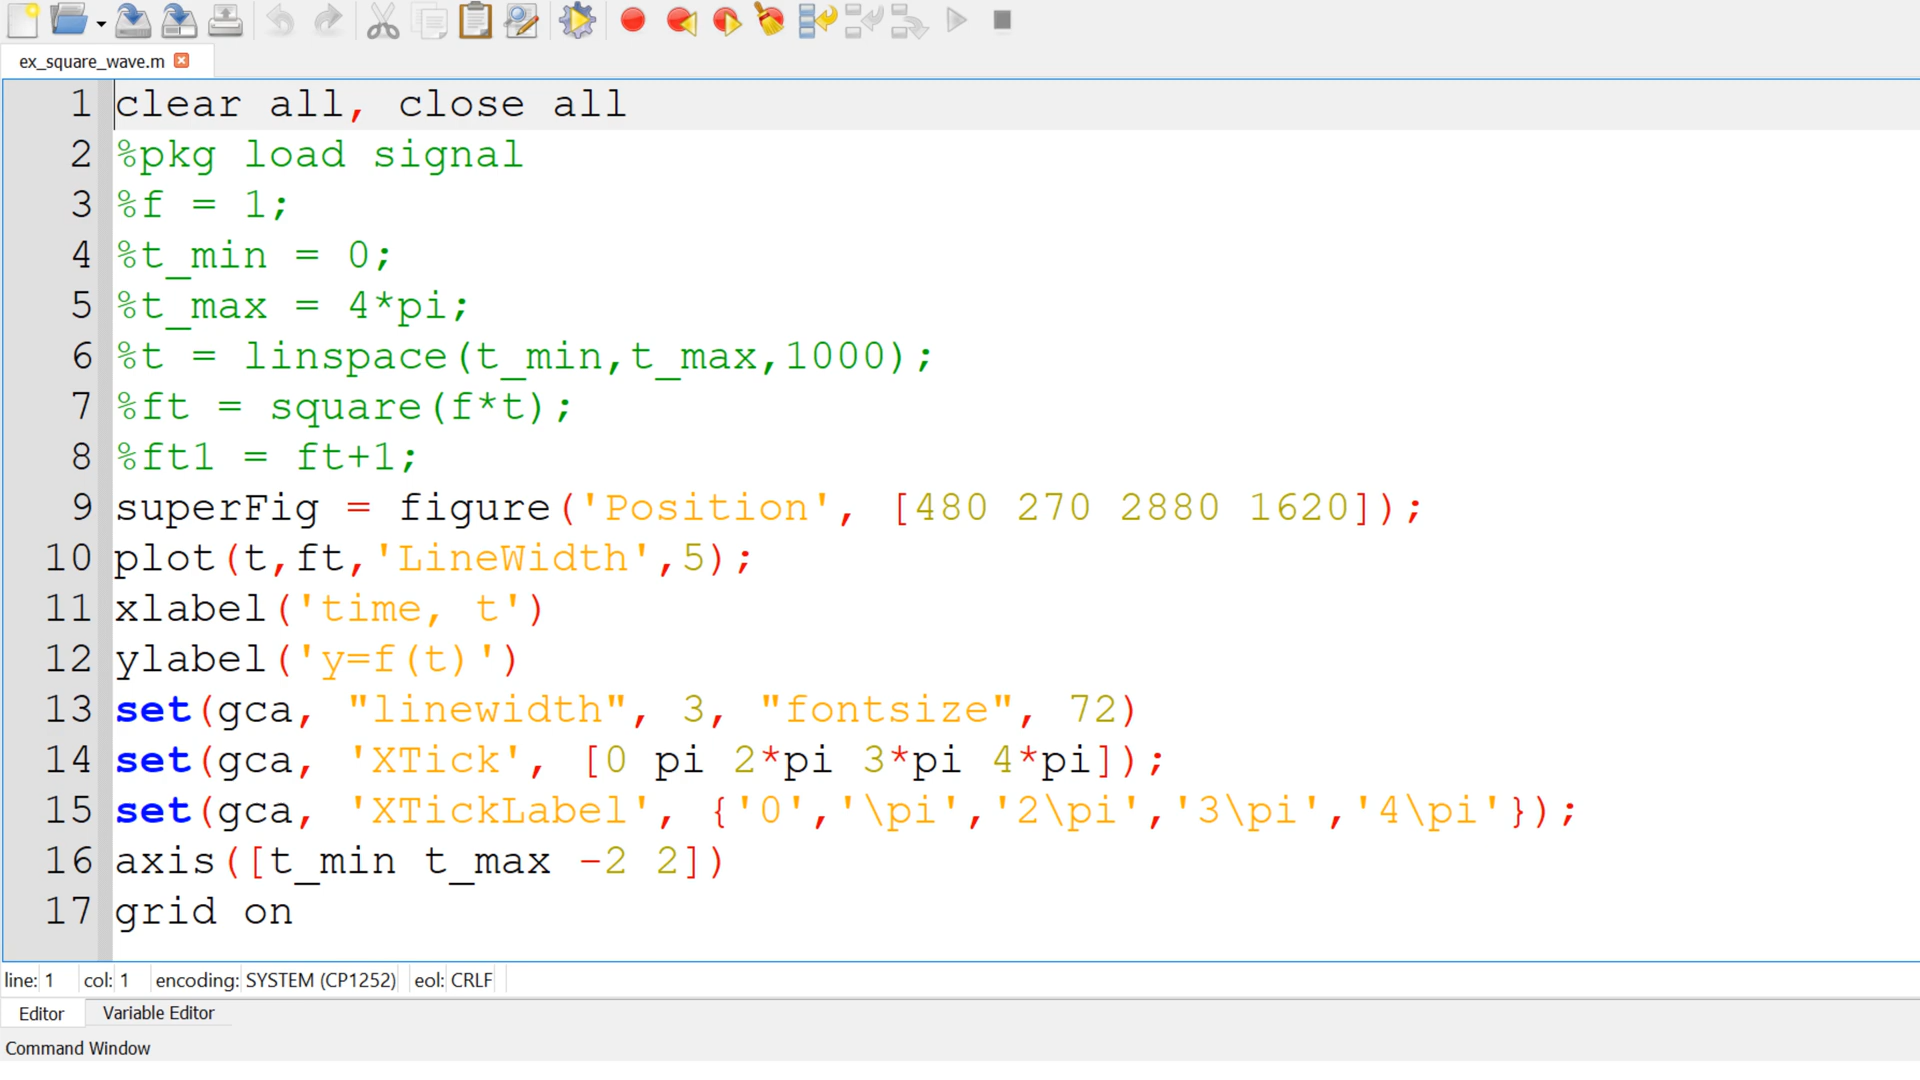 ex_square_wave.m
1 clear all, close all
2 %pkg load signal
3 %f = 1;
4 %t_min = 0;
5 %t_max = 4*pi;
6 %t = linspace(t_min,t_max,1000);
7 %ft = square(f*t);
8 %ft1 = ft+1;
9 superFig = figure('Position', [480 270 2880 1620]);
10 plot(t,ft,'LineWidth',5);
11 xlabel('time, t')
12 ylabel('y=f(t)')
13 set(gca, "linewidth", 3, "fontsize", 72)
14 set(gca, 'XTick', [0 pi 2*pi 3*pi 4*pi]);
15 set(gca, 'XTickLabel', {'0','\pi','2\pi','3\pi','4\pi'});
16 axis([t_min t_max -2 2])
17 grid on
line: 1 col: 1 encoding: SYSTEM (CP1252) eol: CRLF
Editor Variable Editor
Command Window